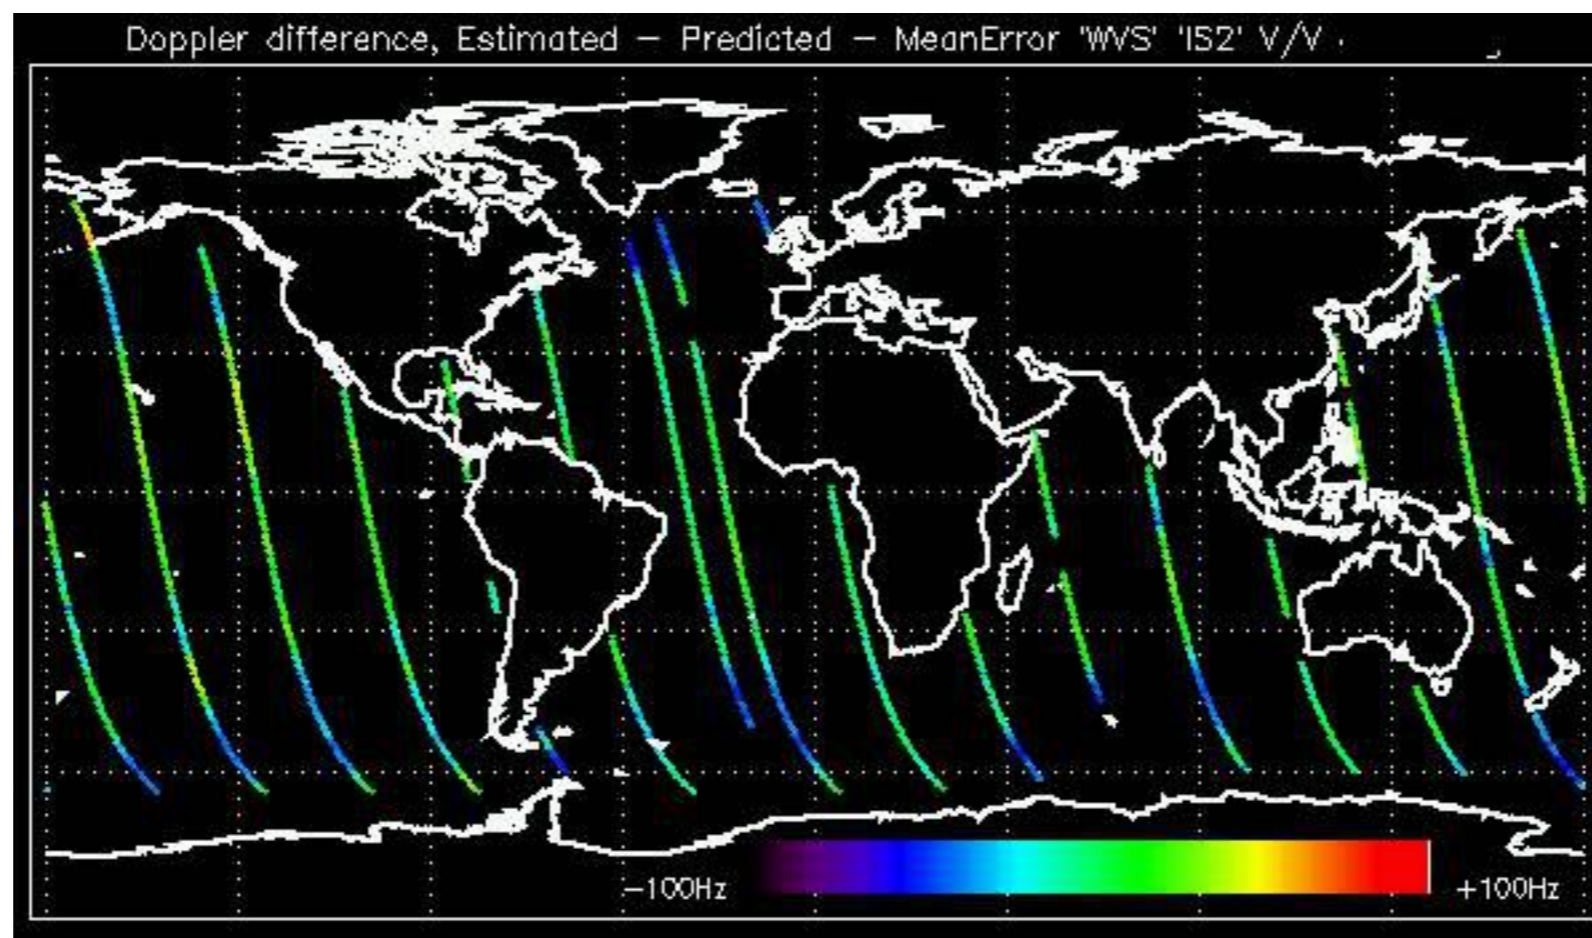 Doppler difference, Estimated − Predicted − MeanError 'WVS' 'IS2' V/V
−100Hz
+100Hz